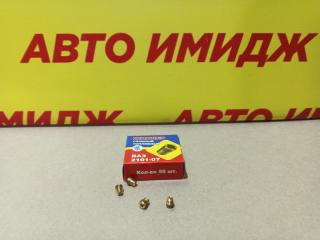 АВТО ИМИДЖ
АВТО ИМИДЖ
ВАЗ
2101-07
Кол-во 50 шт.